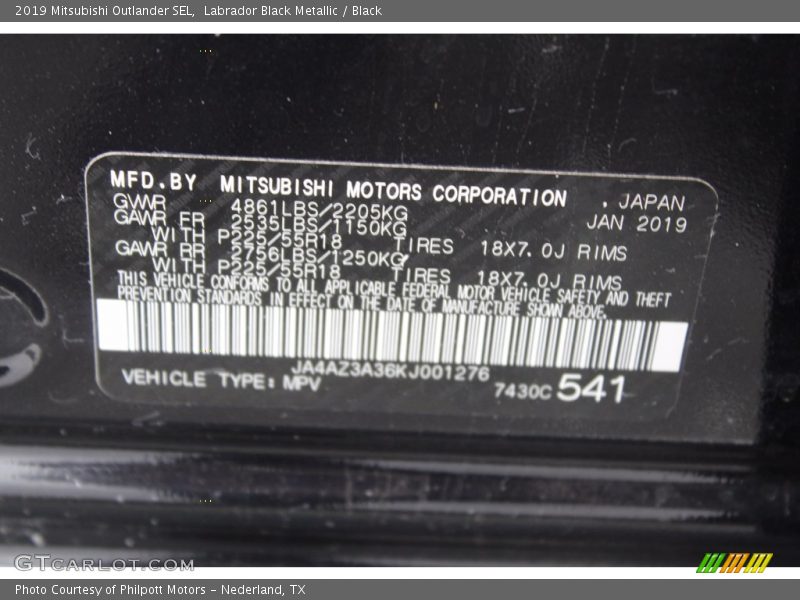 2019 Mitsubishi Outlander SEL, Labrador Black Metallic / Black
MFD.BY MITSUBISHI MOTORS CORPORATION . JAPAN
GVWR 4861LBS/2205KG JAN 2019
GAWR FR 2535LBS/1150KG
WITH P225/55R18 TIRES 18X7.0J RIMS
GAWR RR 2756LBS/1250KG
WITH P225/55R18 TIRES 18X7.0J RIMS
THIS VEHICLE CONFORMS TO ALL APPLICABLE FEDERAL MOTOR VEHICLE SAFETY AND THEFT
PREVENTION STANDARDS IN EFFECT ON THE DATE OF MANUFACTURE SHOWN ABOVE.
JA4AZ3A36KJ001276
VEHICLE TYPE: MPV 7430C 541
GTCARLOT.COM
Photo Courtesy of Philpott Motors - Nederland, TX